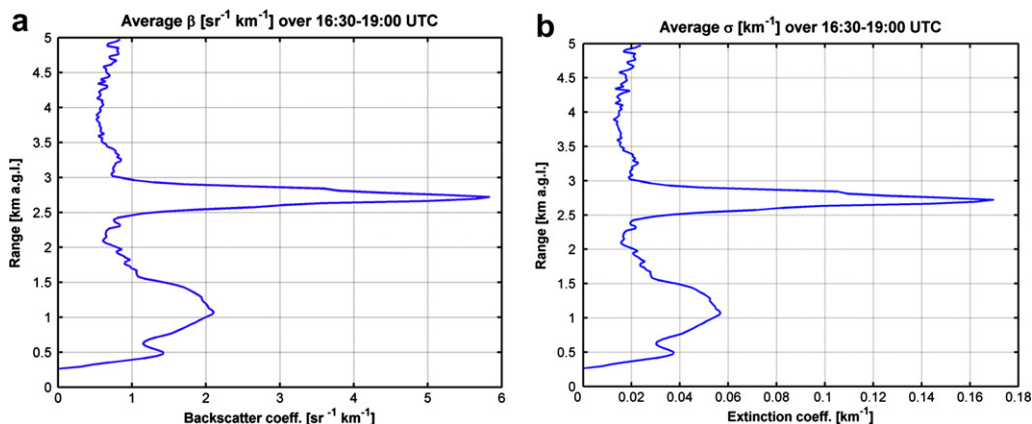 a
Average β [sr⁻¹ km⁻¹] over 16:30-19:00 UTC
5
4.5
4
3.5
3
2.5
2
1.5
1
0.5
0
Range [km a.g.l.]
0 1 2 3 4 5 6
Backscatter coeff. [sr⁻¹ km⁻¹]
b
Average σ [km⁻¹] over 16:30-19:00 UTC
5
4.5
4
3.5
3
2.5
2
1.5
1
0.5
0
Range [km a.g.l.]
0 0.02 0.04 0.06 0.08 0.1 0.12 0.14 0.16 0.18
Extinction coeff. [km⁻¹]